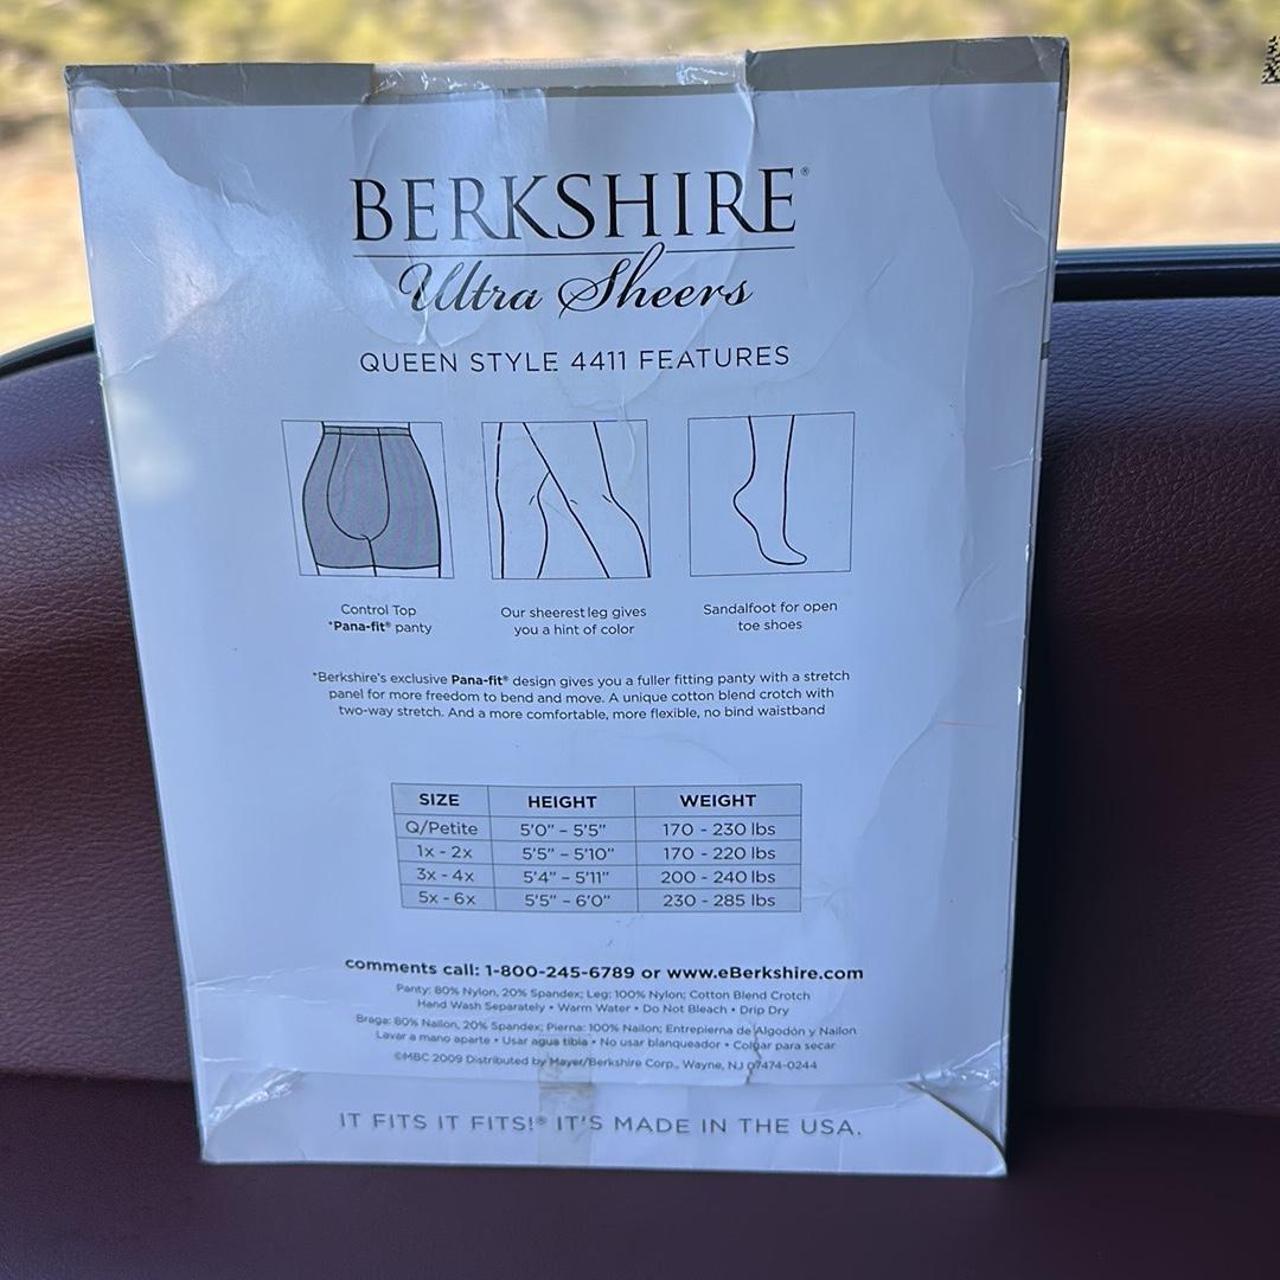 BERKSHIRE®
Ultra Sheers
QUEEN STYLE 4411 FEATURES
Control Top
*Pana-fit® panty
Our sheerest leg gives
you a hint of color
Sandalfoot for open
toe shoes
*Berkshire's exclusive Pana-fit® design gives you a fuller fitting panty with a stretch
panel for more freedom to bend and move. A unique cotton blend crotch with
two-way stretch. And a more comfortable, more flexible, no bind waistband
SIZE HEIGHT WEIGHT
Q/Petite 5'0" – 5'5" 170 - 230 lbs
1x - 2x 5'5" – 5'10" 170 - 220 lbs
3x - 4x 5'4" – 5'11" 200 - 240 lbs
5x - 6x 5'5" – 6'0" 230 - 285 lbs
comments call: 1-800-245-6789 or www.eBerkshire.com
Panty: 80% Nylon, 20% Spandex; Leg: 100% Nylon; Cotton Blend Crotch
Hand Wash Separately • Warm Water • Do Not Bleach • Drip Dry
Braga: 80% Nailon, 20% Spandex; Pierna: 100% Nailon; Entrepierna de Algodón y Nailon
Lavar a mano aparte • Usar agua tibia • No usar blanqueador • Colgar para secar
©MBC 2009 Distributed by Mayer/Berkshire Corp., Wayne, NJ 07474-0244
IT FITS IT FITS!® IT'S MADE IN THE USA.